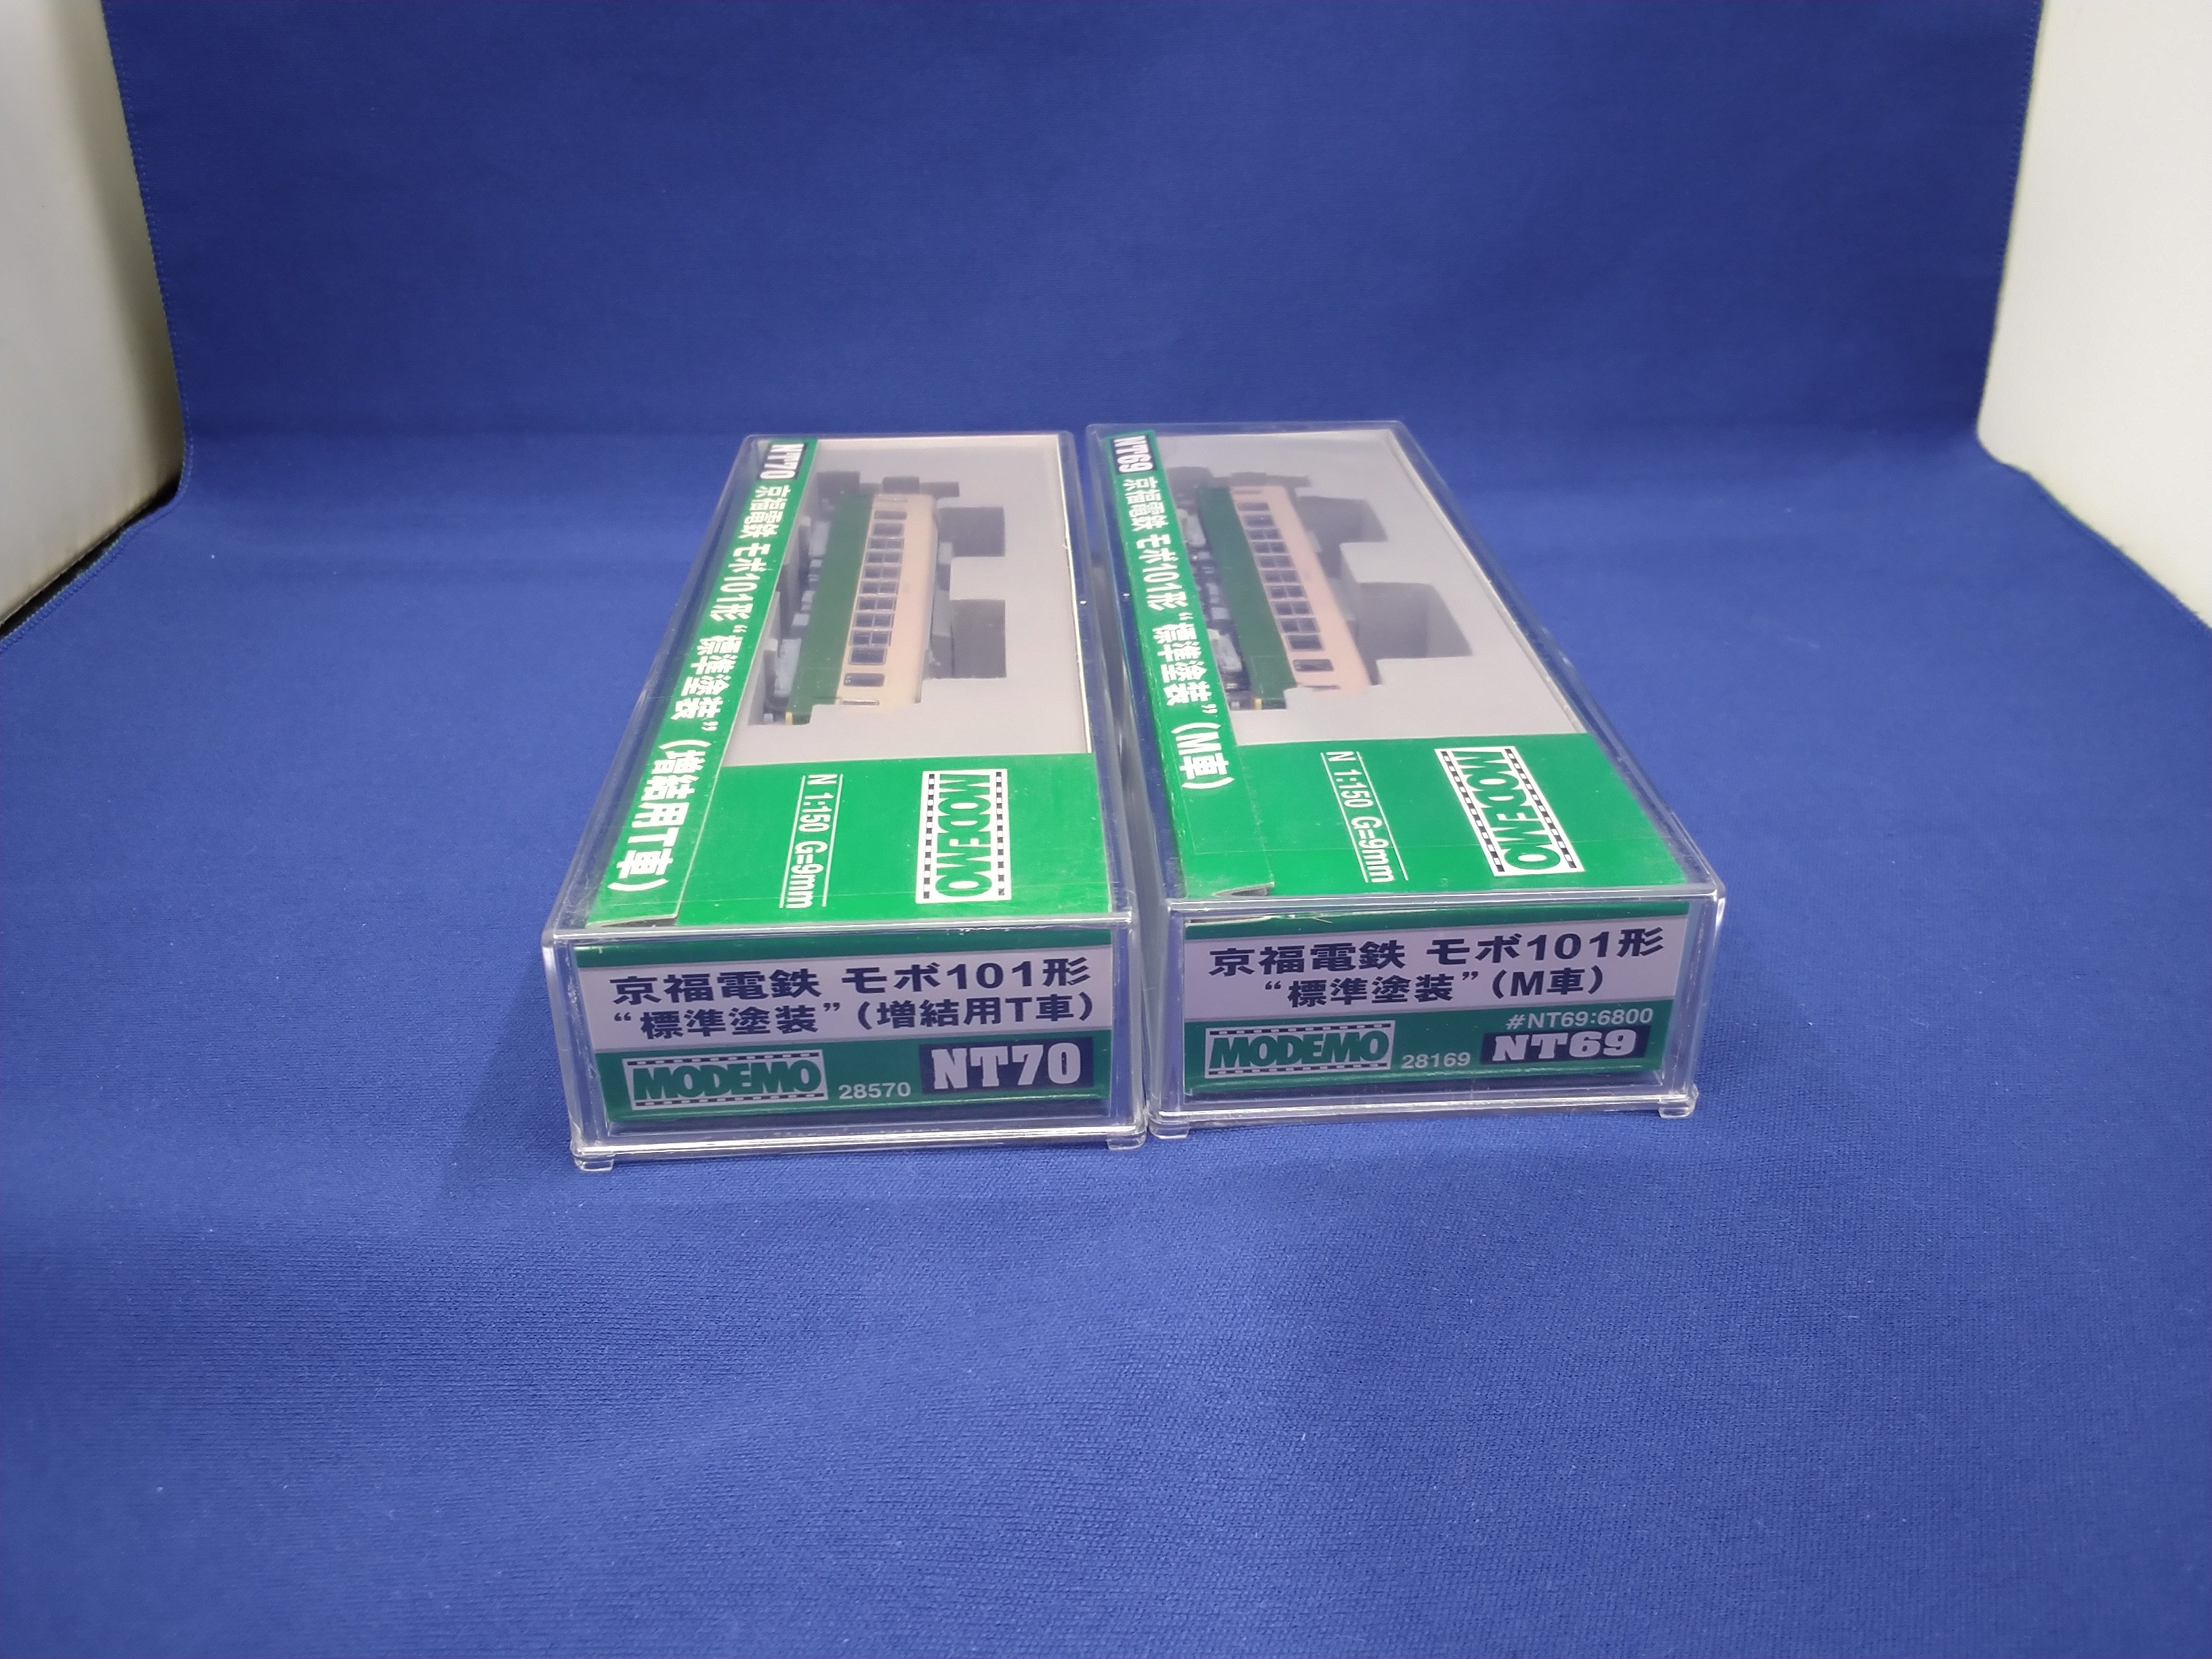 NT70 京福電鉄 モボ101形 “標準塗装” (増結用T車)
N 1:150 G=9mm
MODEMO
京福電鉄 モボ101形
“標準塗装” (増結用T車)
MODEMO 28570 NT70
NT69 京福電鉄 モボ101形 “標準塗装” (M車)
N 1:150 G=9mm
MODEMO
京福電鉄 モボ101形
“標準塗装” (M車)
#NT69:6800
MODEMO 28169 NT69